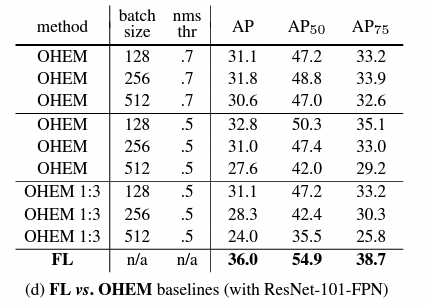 method batch size nms thr AP AP50 AP75
OHEM 128 .7 31.1 47.2 33.2
OHEM 256 .7 31.8 48.8 33.9
OHEM 512 .7 30.6 47.0 32.6
OHEM 128 .5 32.8 50.3 35.1
OHEM 256 .5 31.0 47.4 33.0
OHEM 512 .5 27.6 42.0 29.2
OHEM 1:3 128 .5 31.1 47.2 33.2
OHEM 1:3 256 .5 28.3 42.4 30.3
OHEM 1:3 512 .5 24.0 35.5 25.8
FL n/a n/a 36.0 54.9 38.7
(d) FL vs. OHEM baselines (with ResNet-101-FPN)